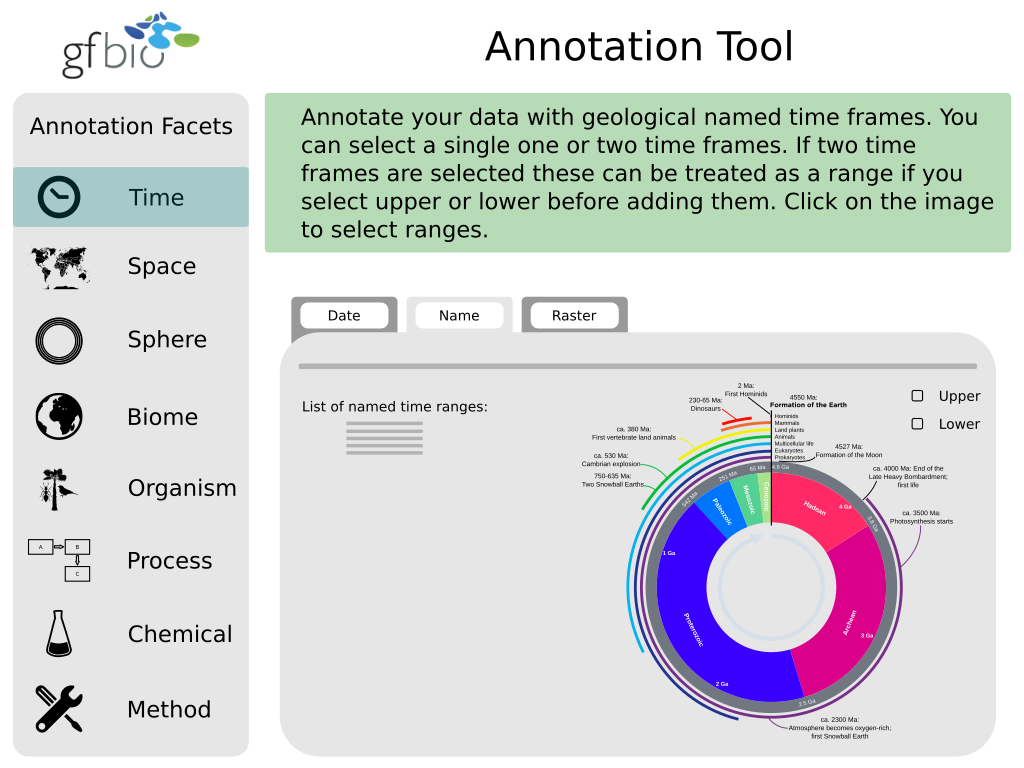 gfbio
Annotation Tool
Annotation Facets
Time
Space
Sphere
Biome
Organism
A
B
C
Process
Chemical
Method
Annotate your data with geological named time frames. You
can select a single one or two time frames. If two time
frames are selected these can be treated as a range if you
select upper or lower before adding them. Click on the image
to select ranges.
Date
Name
Raster
List of named time ranges:
Upper
Lower
2 Ma:
First Hominids
230-65 Ma:
Dinosaurs
ca. 380 Ma:
First vertebrate land animals
ca. 530 Ma:
Cambrian explosion
750-635 Ma:
Two Snowball Earths
4550 Ma:
Formation of the Earth
Hominids
Mammals
Land plants
Animals
Multicellular life
Eukaryotes
Prokaryotes
4527 Ma:
Formation of the Moon
ca. 4000 Ma: End of the
Late Heavy Bombardment;
first life
ca. 3500 Ma:
Photosynthesis starts
4.6 Ga
65 Ma
251 Ma
542 Ma
Cenozoic
Mesozoic
Paleozoic
Hadean
4 Ga
3.8 Ga
1 Ga
Proterozoic
Archean
3 Ga
2 Ga
2.5 Ga
ca. 2300 Ma:
Atmosphere becomes oxygen-rich;
first Snowball Earth